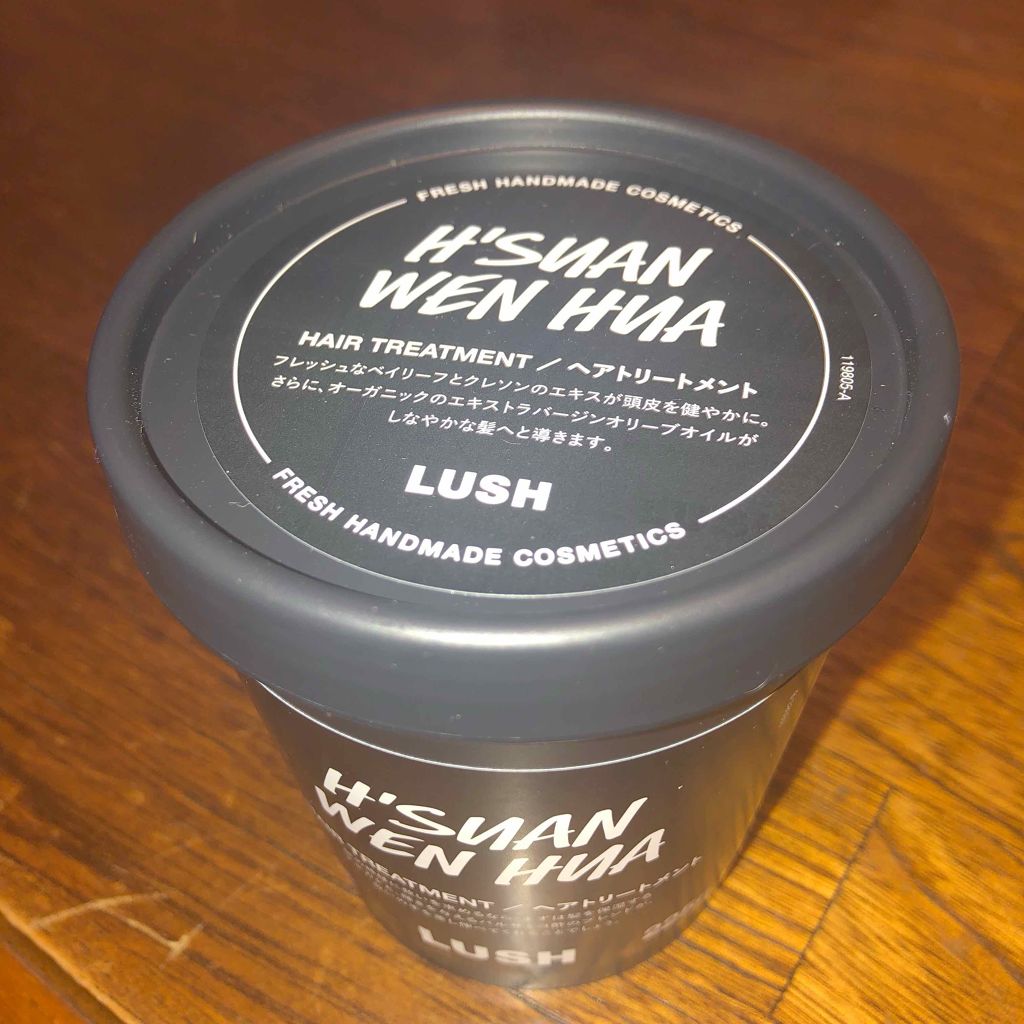 FRESH HANDMADE COSMETICS
H'SUAN
WEN HUA
HAIR TREATMENT / ヘアトリートメント
フレッシュなベイリーフとクレソンのエキスが頭皮を健やかに。
さらに、オーガニックのエキストラバージンオリーブオイルが
しなやかな髪へと導きます。
LUSH
FRESH HANDMADE COSMETICS
119805-A
H'SUAN
WEN HUA
TREATMENT / ヘアトリートメント
LUSH